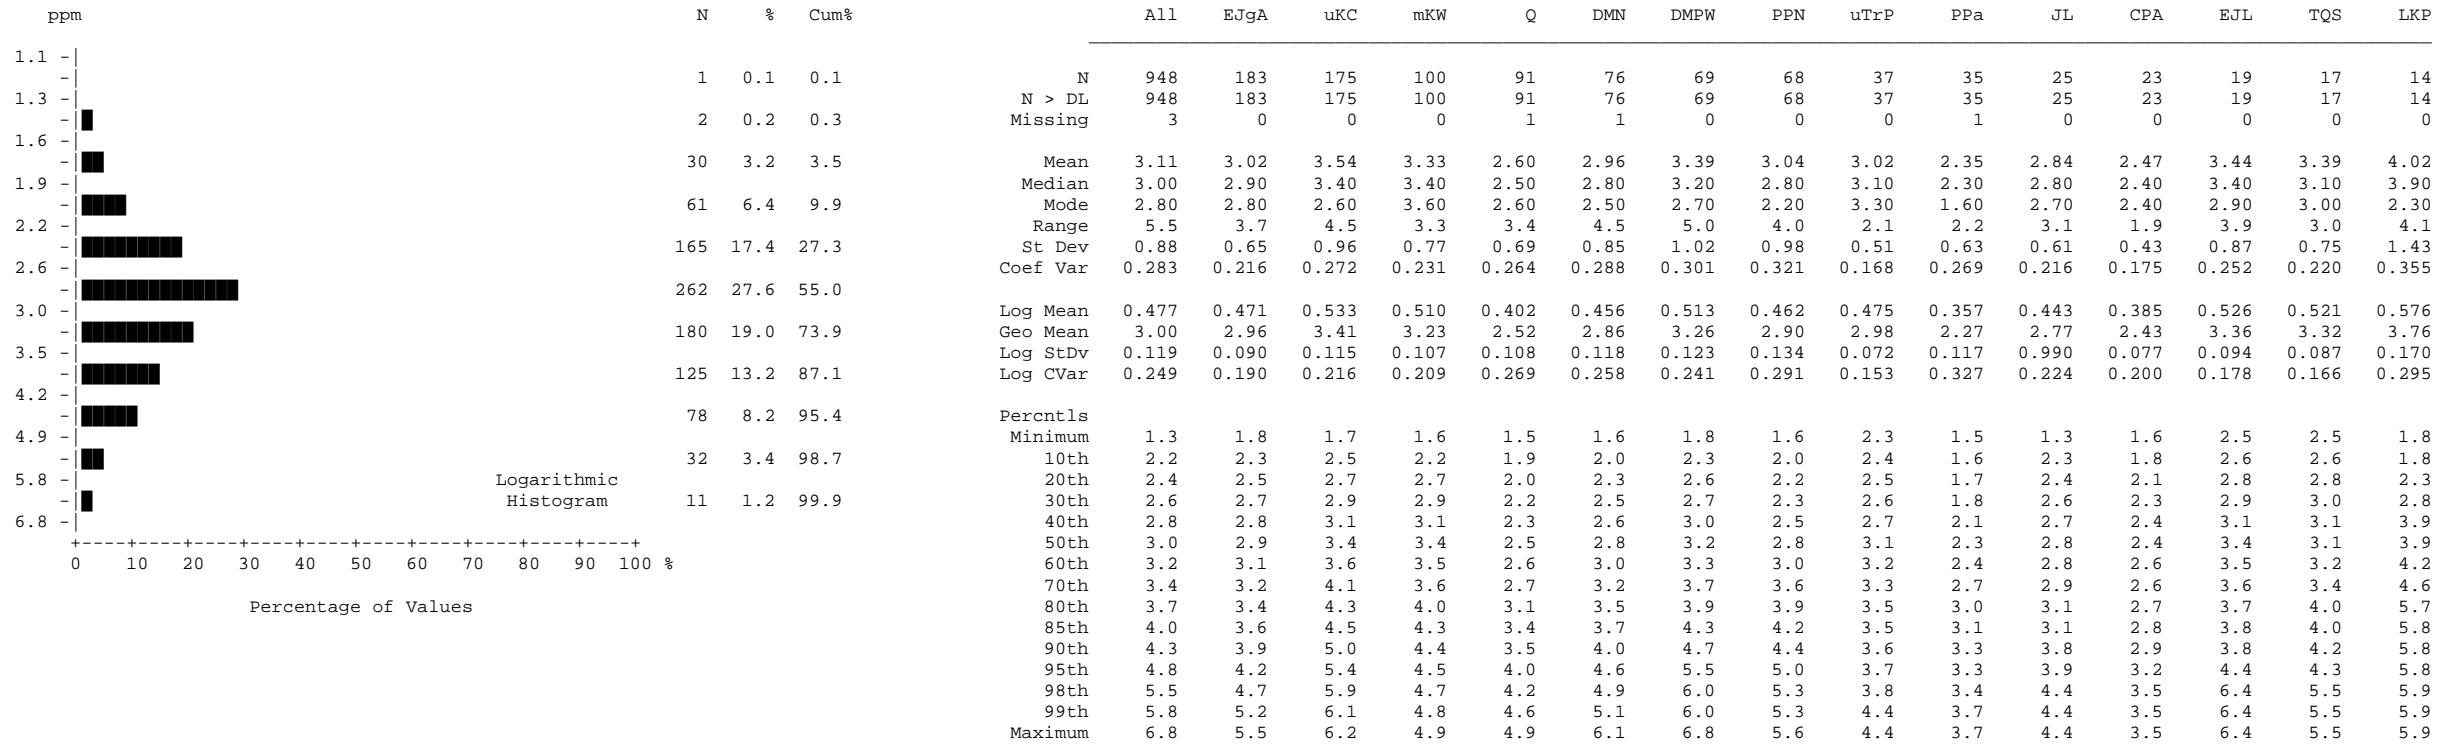 ppm N % Cum% All EJgA uKC mKW Q DMN DMPW PPN uTrP PPa JL CPA EJL TQS LKP
1.1 -|
-| 1 0.1 0.1 N 948 183 175 100 91 76 69 68 37 35 25 23 19 17 14
1.3 -| N > DL 948 183 175 100 91 76 69 68 37 35 25 23 19 17 14
-| 2 0.2 0.3 Missing 3 0 0 0 1 1 0 0 0 1 0 0 0 0 0
1.6 -|
-| 30 3.2 3.5 Mean 3.11 3.02 3.54 3.33 2.60 2.96 3.39 3.04 3.02 2.35 2.84 2.47 3.44 3.39 4.02
1.9 -| Median 3.00 2.90 3.40 3.40 2.50 2.80 3.20 2.80 3.10 2.30 2.80 2.40 3.40 3.10 3.90
-| 61 6.4 9.9 Mode 2.80 2.80 2.60 3.60 2.60 2.50 2.70 2.20 3.30 1.60 2.70 2.40 2.90 3.00 2.30
2.2 -| Range 5.5 3.7 4.5 3.3 3.4 4.5 5.0 4.0 2.1 2.2 3.1 1.9 3.9 3.0 4.1
-| 165 17.4 27.3 St Dev 0.88 0.65 0.96 0.77 0.69 0.85 1.02 0.98 0.51 0.63 0.61 0.43 0.87 0.75 1.43
2.6 -| Coef Var 0.283 0.216 0.272 0.231 0.264 0.288 0.301 0.321 0.168 0.269 0.216 0.175 0.252 0.220 0.355
-| 262 27.6 55.0
3.0 -| Log Mean 0.477 0.471 0.533 0.510 0.402 0.456 0.513 0.462 0.475 0.357 0.443 0.385 0.526 0.521 0.576
-| 180 19.0 73.9 Geo Mean 3.00 2.96 3.41 3.23 2.52 2.86 3.26 2.90 2.98 2.27 2.77 2.43 3.36 3.32 3.76
3.5 -| Log StDv 0.119 0.090 0.115 0.107 0.108 0.118 0.123 0.134 0.072 0.117 0.990 0.077 0.094 0.087 0.170
-| 125 13.2 87.1 Log CVar 0.249 0.190 0.216 0.209 0.269 0.258 0.241 0.291 0.153 0.327 0.224 0.200 0.178 0.166 0.295
4.2 -|
-| 78 8.2 95.4 Percntls
4.9 -| Minimum 1.3 1.8 1.7 1.6 1.5 1.6 1.8 1.6 2.3 1.5 1.3 1.6 2.5 2.5 1.8
-| 32 3.4 98.7 10th 2.2 2.3 2.5 2.2 1.9 2.0 2.3 2.0 2.4 1.6 2.3 1.8 2.6 2.6 1.8
5.8 -| Logarithmic 20th 2.4 2.5 2.7 2.7 2.0 2.3 2.6 2.2 2.5 1.7 2.4 2.1 2.8 2.8 2.3
-| Histogram 11 1.2 99.9 30th 2.6 2.7 2.9 2.9 2.2 2.5 2.7 2.3 2.6 1.8 2.6 2.3 2.9 3.0 2.8
6.8 -| 40th 2.8 2.8 3.1 3.1 2.3 2.6 3.0 2.5 2.7 2.1 2.7 2.4 3.1 3.1 3.9
+----+----+----+----+----+----+----+----+----+----+ 50th 3.0 2.9 3.4 3.4 2.5 2.8 3.2 2.8 3.1 2.3 2.8 2.4 3.4 3.1 3.9
0 10 20 30 40 50 60 70 80 90 100 % 60th 3.2 3.1 3.6 3.5 2.6 3.0 3.3 3.0 3.2 2.4 2.8 2.6 3.5 3.2 4.2
70th 3.4 3.2 4.1 3.6 2.7 3.2 3.7 3.6 3.3 2.7 2.9 2.6 3.6 3.4 4.6
Percentage of Values 80th 3.7 3.4 4.3 4.0 3.1 3.5 3.9 3.9 3.5 3.0 3.1 2.7 3.7 4.0 5.7
85th 4.0 3.6 4.5 4.3 3.4 3.7 4.3 4.2 3.5 3.1 3.1 2.8 3.8 4.0 5.8
90th 4.3 3.9 5.0 4.4 3.5 4.0 4.7 4.4 3.6 3.3 3.8 2.9 3.8 4.2 5.8
95th 4.8 4.2 5.4 4.5 4.0 4.6 5.5 5.0 3.7 3.3 3.9 3.2 4.4 4.3 5.8
98th 5.5 4.7 5.9 4.7 4.2 4.9 6.0 5.3 3.8 3.4 4.4 3.5 6.4 5.5 5.9
99th 5.8 5.2 6.1 4.8 4.6 5.1 6.0 5.3 4.4 3.7 4.4 3.5 6.4 5.5 5.9
Maximum 6.8 5.5 6.2 4.9 4.9 6.1 6.8 5.6 4.4 3.7 4.4 3.5 6.4 5.5 5.9